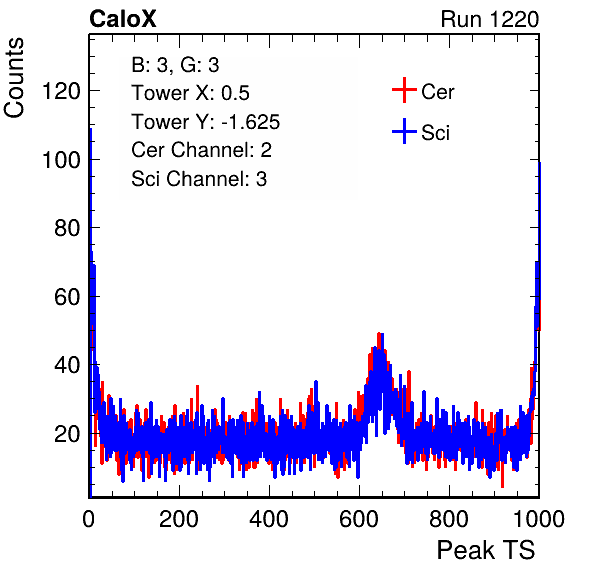 CaloX Run 1220
Counts
B: 3, G: 3
Tower X: 0.5
Tower Y: -1.625
Cer Channel: 2
Sci Channel: 3
Cer
Sci
120
100
80
60
40
20
0 200 400 600 800 1000
Peak TS